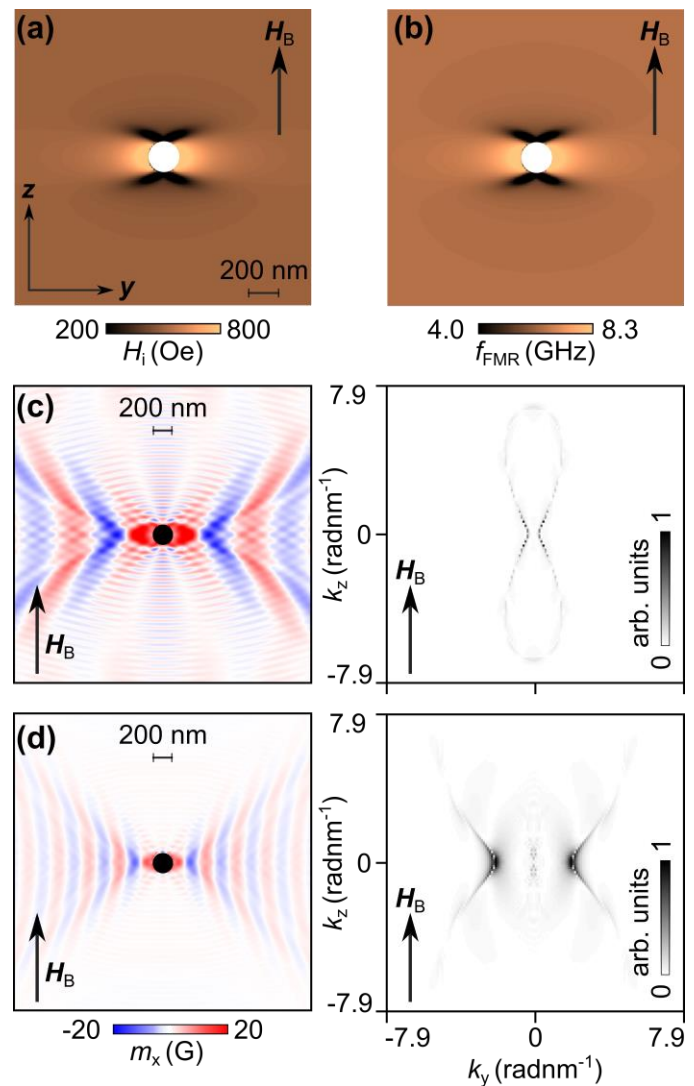 (a)
H_B
z
y
200 nm
200 800
H_i (Oe)
(b)
H_B
4.0 8.3
f_FMR (GHz)
(c)
200 nm
H_B
7.9
0
-7.9
k_z (radnm⁻¹)
H_B
0 1
arb. units
(d)
200 nm
H_B
-20 20
m_x (G)
7.9
0
-7.9
k_z (radnm⁻¹)
H_B
0 1
arb. units
-7.9 0 7.9
k_y (radnm⁻¹)